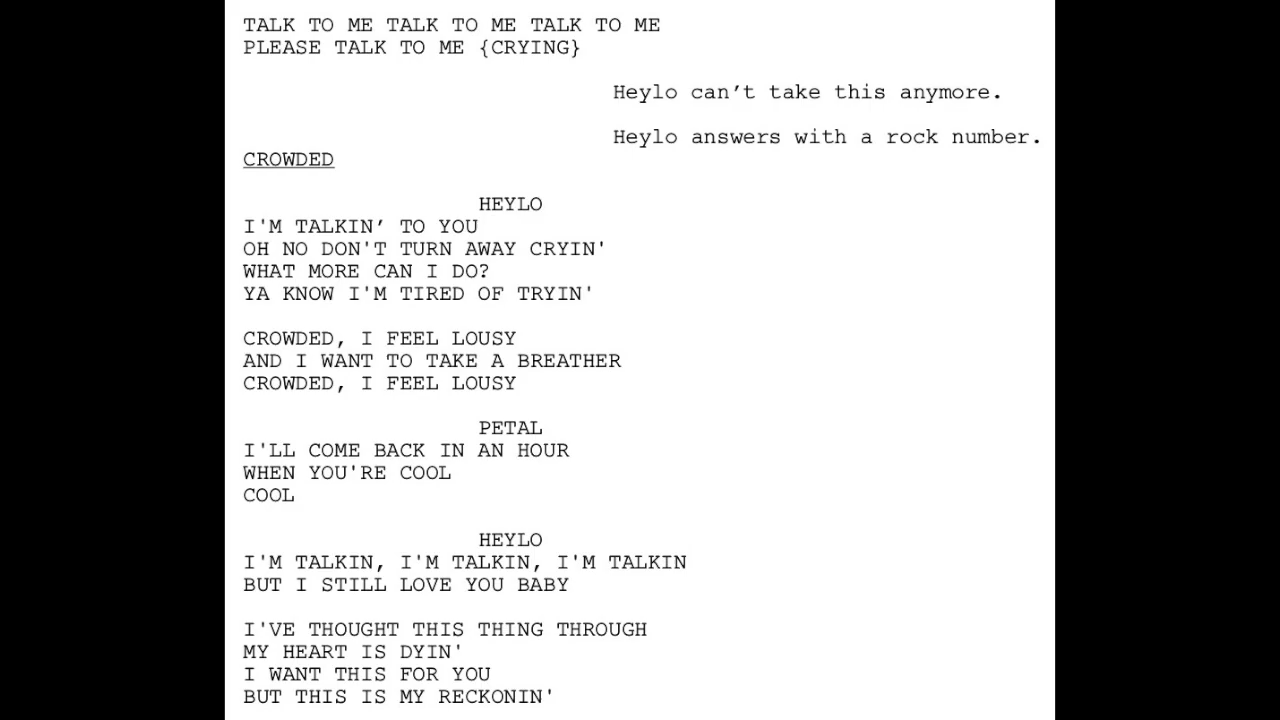 TALK TO ME TALK TO ME TALK TO ME
PLEASE TALK TO ME {CRYING}
Heylo can’t take this anymore.
Heylo answers with a rock number.
CROWDED
HEYLO
I'M TALKIN’ TO YOU
OH NO DON'T TURN AWAY CRYIN'
WHAT MORE CAN I DO?
YA KNOW I'M TIRED OF TRYIN'
CROWDED, I FEEL LOUSY
AND I WANT TO TAKE A BREATHER
CROWDED, I FEEL LOUSY
PETAL
I'LL COME BACK IN AN HOUR
WHEN YOU'RE COOL
COOL
HEYLO
I'M TALKIN, I'M TALKIN, I'M TALKIN
BUT I STILL LOVE YOU BABY
I'VE THOUGHT THIS THING THROUGH
MY HEART IS DYIN'
I WANT THIS FOR YOU
BUT THIS IS MY RECKONIN'